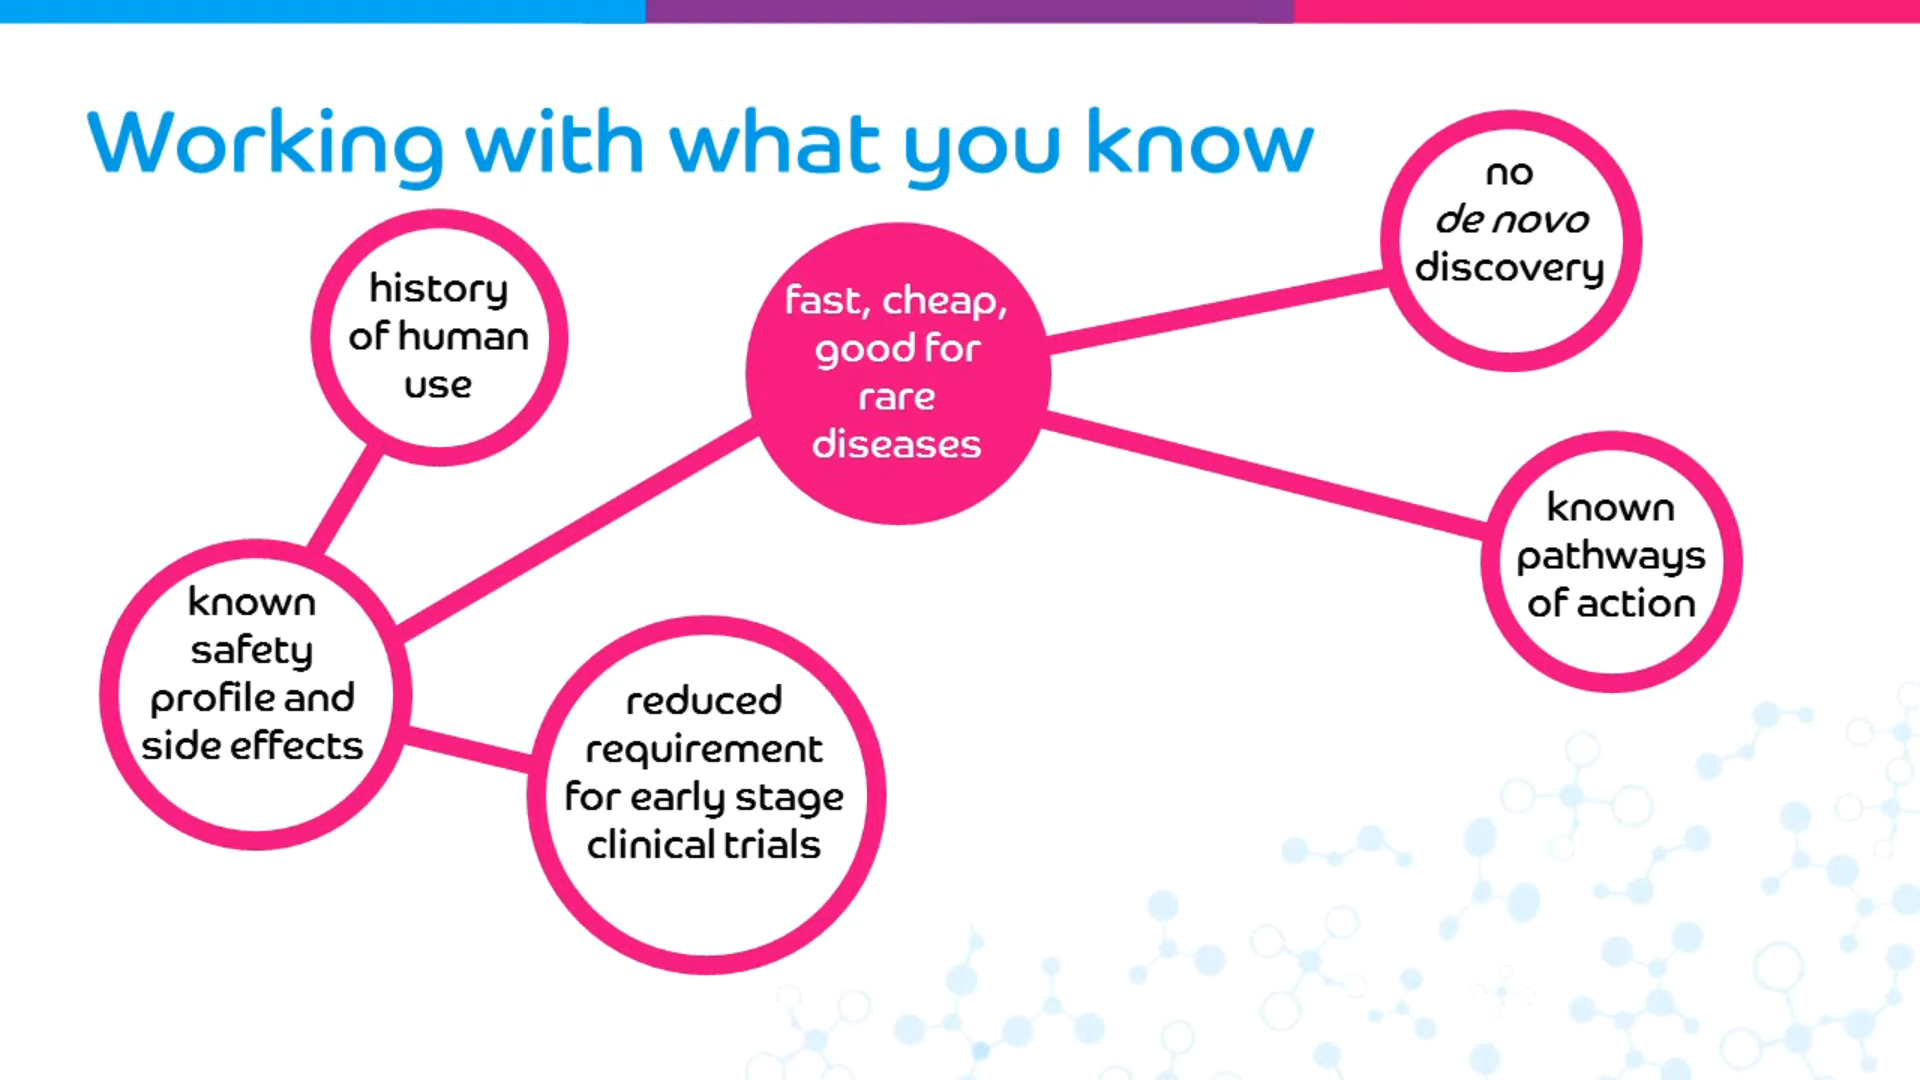 Working with what you know
history
of human
use
fast, cheap,
good for
rare
diseases
no
de novo
discovery
known
pathways
of action
known
safety
profile and
side effects
reduced
requirement
for early stage
clinical trials